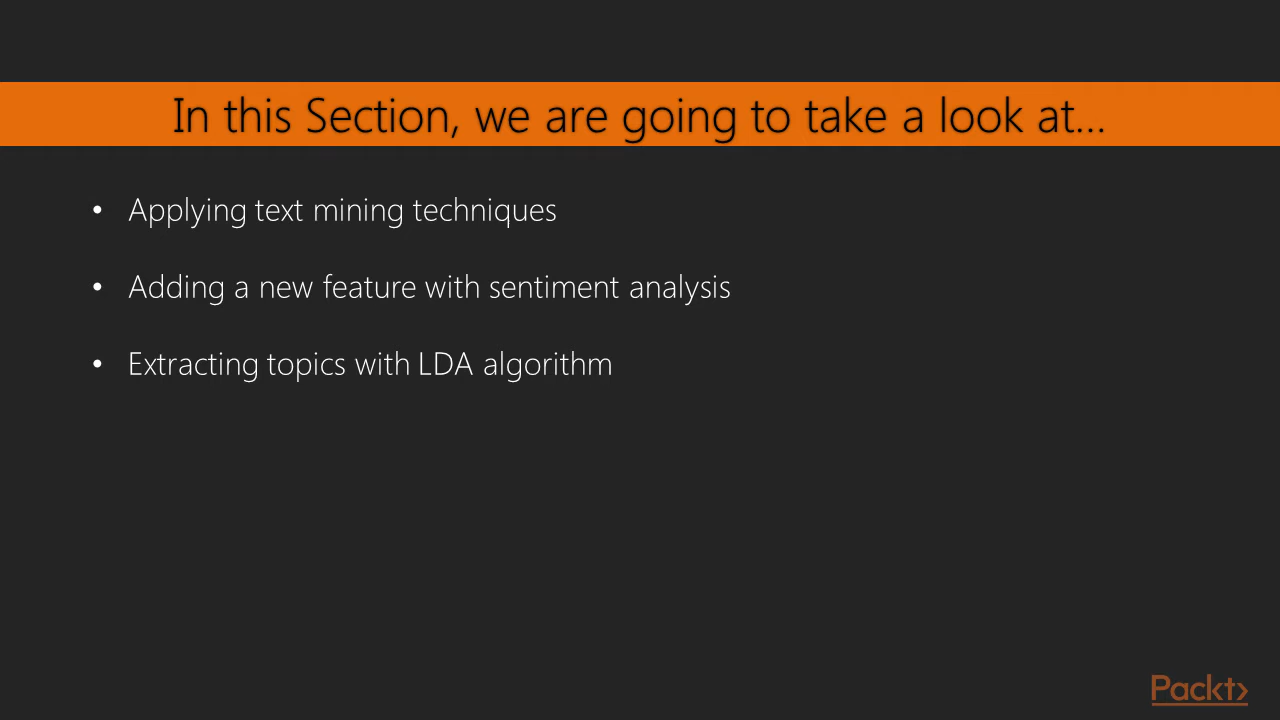 In this Section, we are going to take a look at...
• Applying text mining techniques
• Adding a new feature with sentiment analysis
• Extracting topics with LDA algorithm
Packt>